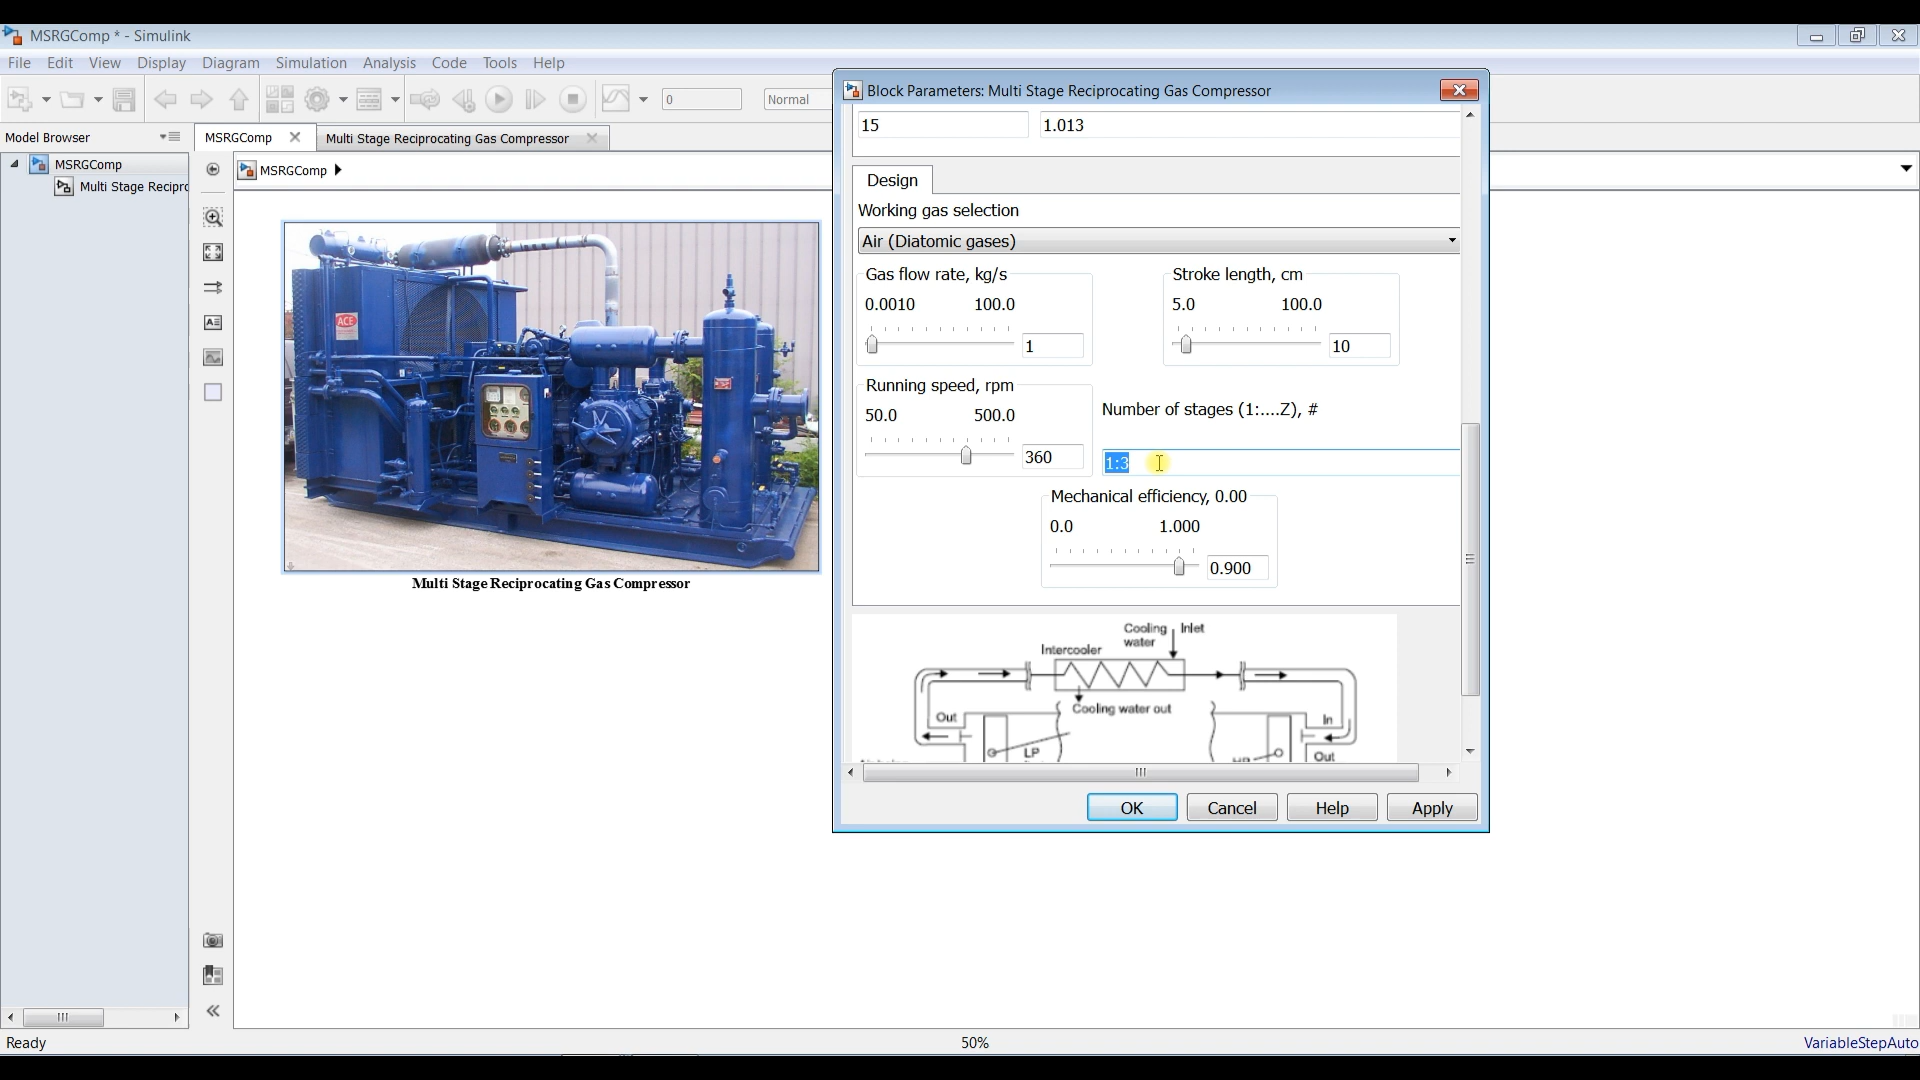 MSRGComp * - Simulink
File Edit View Display Diagram Simulation Analysis Code Tools Help
0
Normal
Model Browser
MSRGComp
Multi Stage Reciprocating Gas Compressor
MSRGComp
Multi Stage Recipro
MSRGComp
ACE
Multi Stage Reciprocating Gas Compressor
Block Parameters: Multi Stage Reciprocating Gas Compressor
15 1.013
Design
Working gas selection
Air (Diatomic gases)
Gas flow rate, kg/s
0.0010 100.0
1
Stroke length, cm
5.0 100.0
10
Running speed, rpm
50.0 500.0
360
Number of stages (1:....Z), #
1:3
Mechanical efficiency, 0.00
0.0 1.000
0.900
Cooling water Inlet
Intercooler
Cooling water out
Out
In
LP
Out
OK Cancel Help Apply
Ready
50%
VariableStepAuto